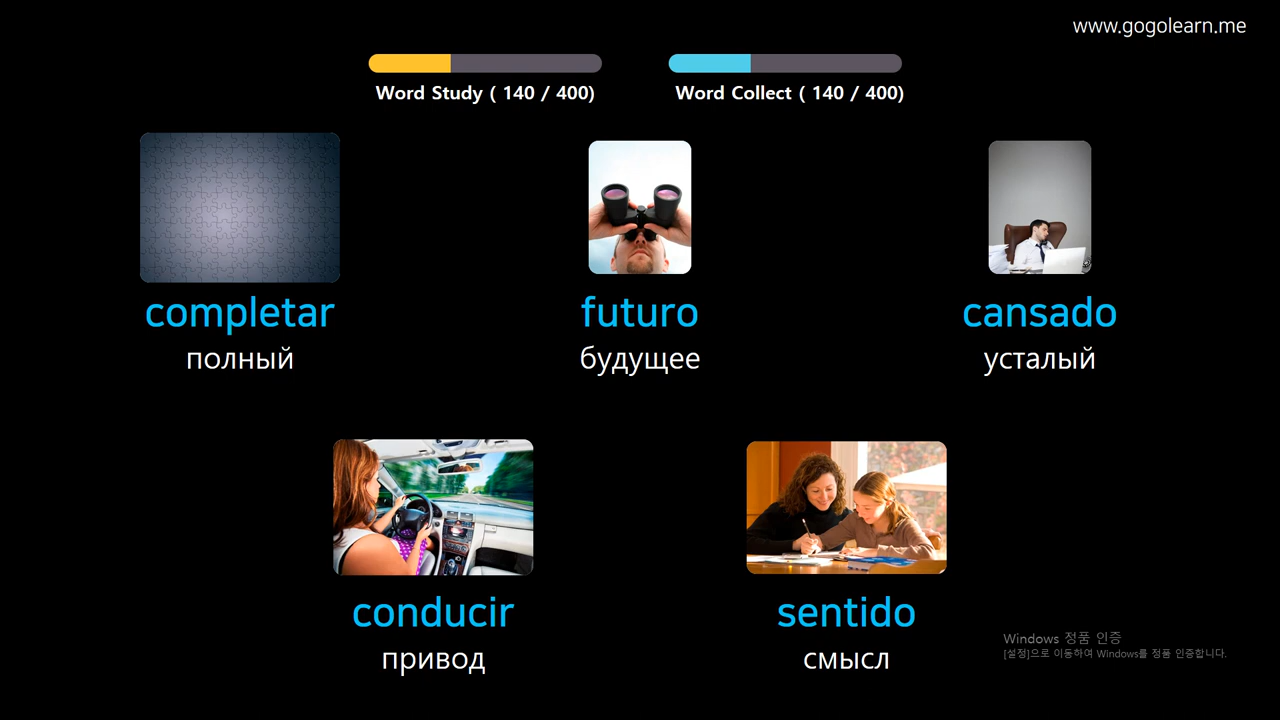 www.gogolearn.me
Word Study ( 140 / 400)
Word Collect ( 140 / 400)
completar
полный
futuro
будущее
cansado
усталый
conducir
привод
sentido
смысл
Windows 정품 인증
[설정]으로 이동하여 Windows를 정품 인증합니다.